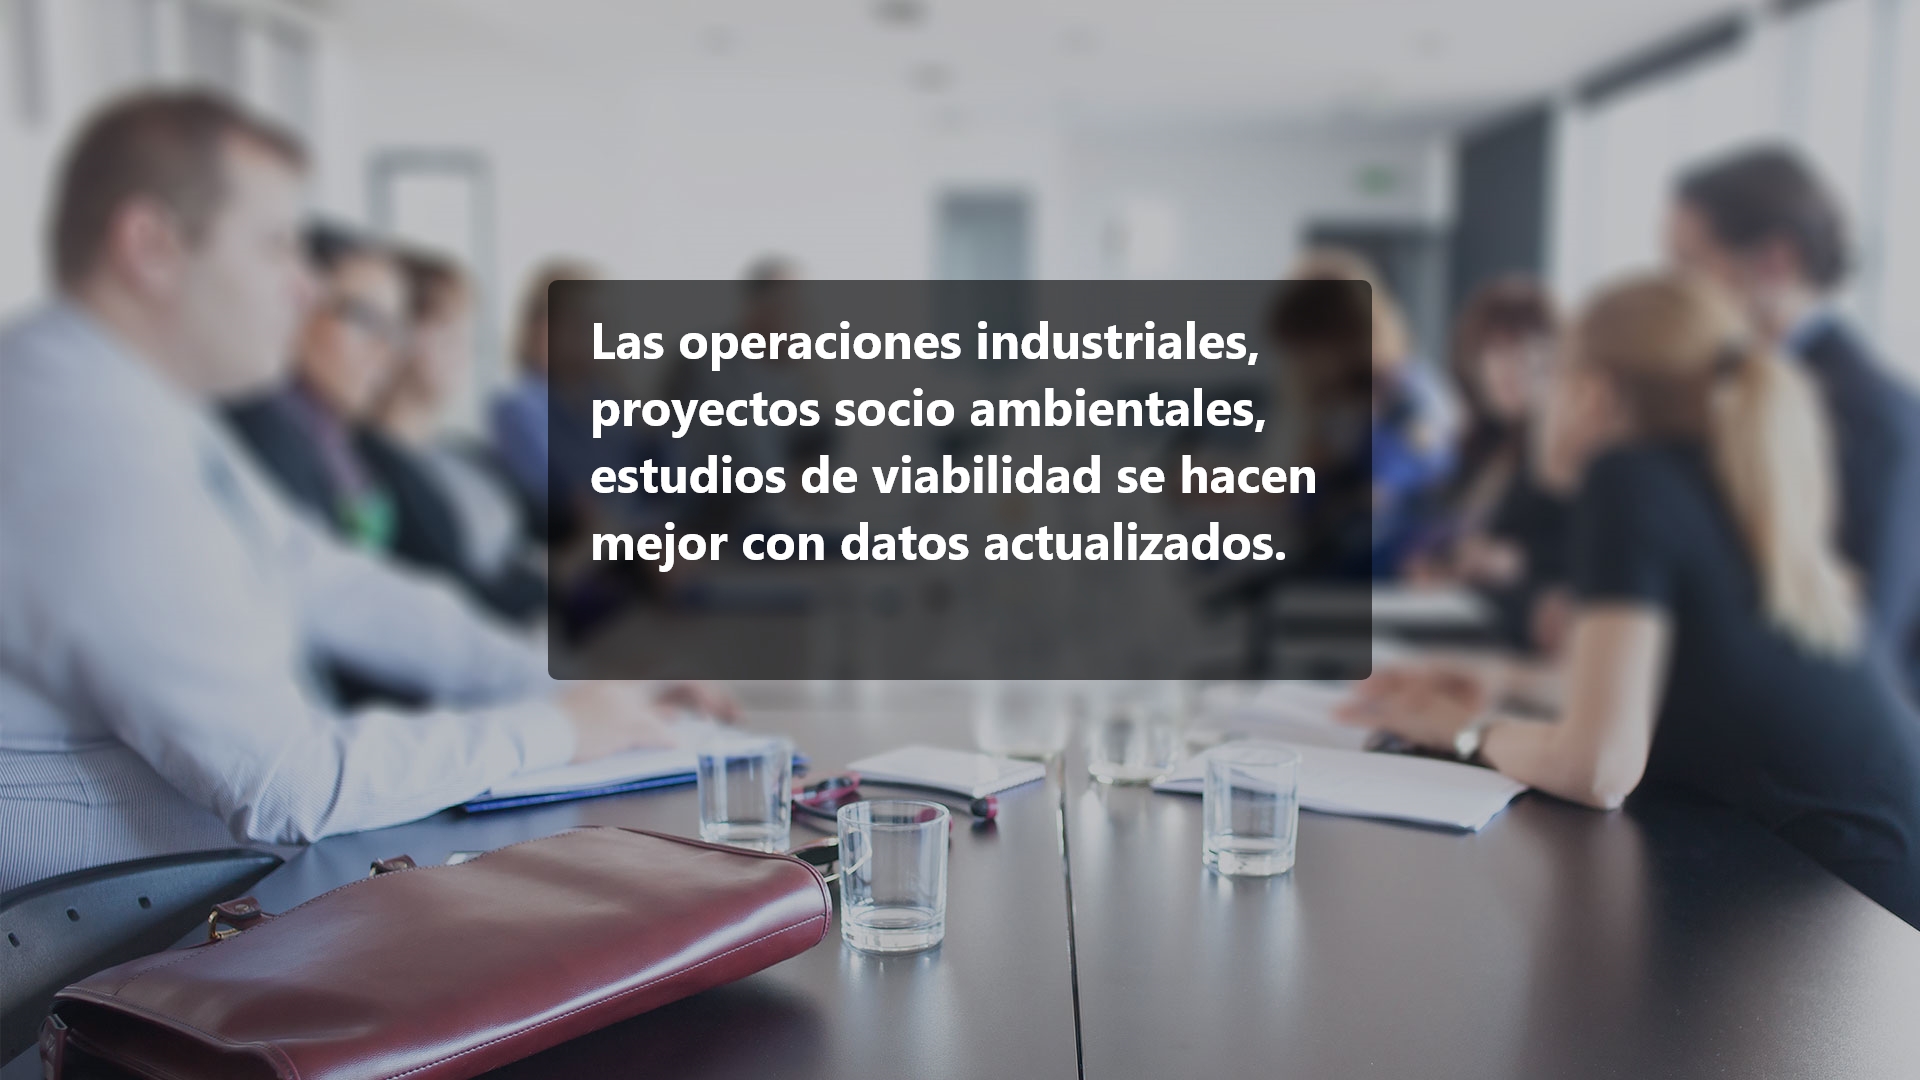 Las operaciones industriales,
proyectos socio ambientales,
estudios de viabilidad se hacen
mejor con datos actualizados.